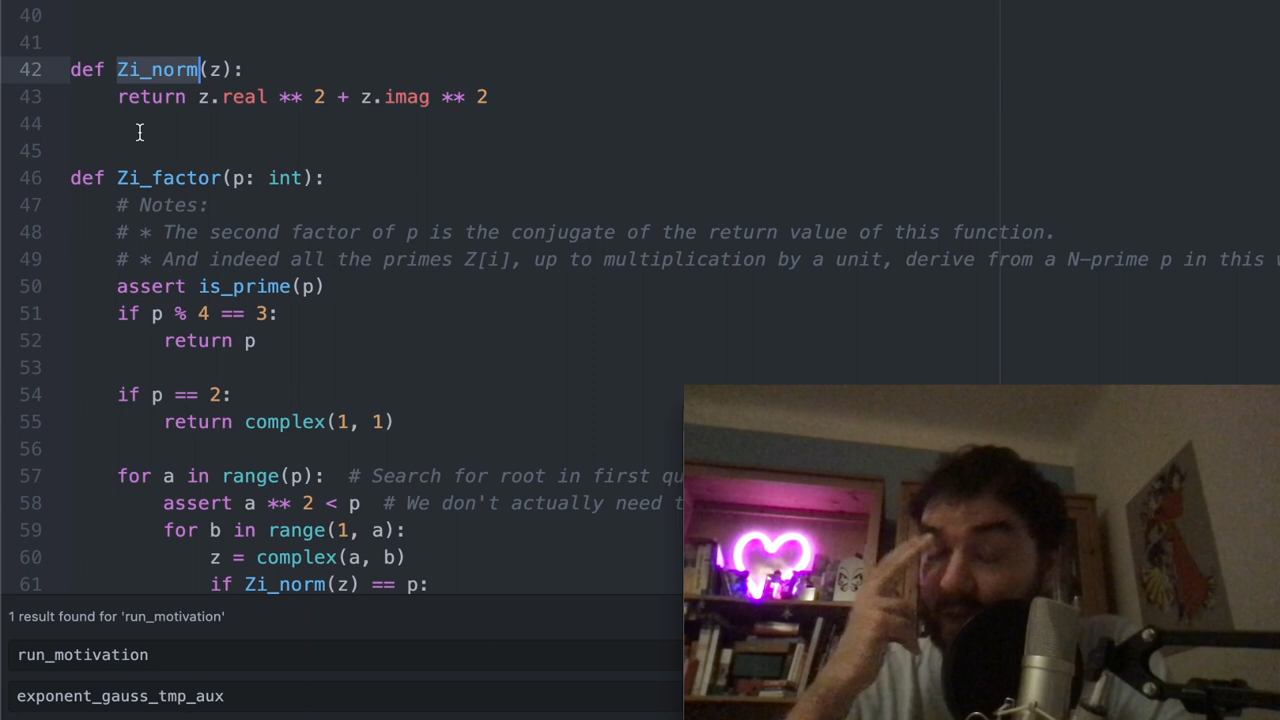 40
41
42 def Zi_norm(z):
43     return z.real ** 2 + z.imag ** 2
44
45
46 def Zi_factor(p: int):
47     # Notes:
48     # * The second factor of p is the conjugate of the return value of this function.
49     # * And indeed all the primes Z[i], up to multiplication by a unit, derive from a N-prime p in this
50     assert is_prime(p)
51     if p % 4 == 3:
52         return p
53
54     if p == 2:
55         return complex(1, 1)
56
57     for a in range(p):  # Search for root in first qu
58         assert a ** 2 < p  # We don't actually need t
59         for b in range(1, a):
60             z = complex(a, b)
61             if Zi_norm(z) == p:
1 result found for 'run_motivation'
run_motivation
exponent_gauss_tmp_aux